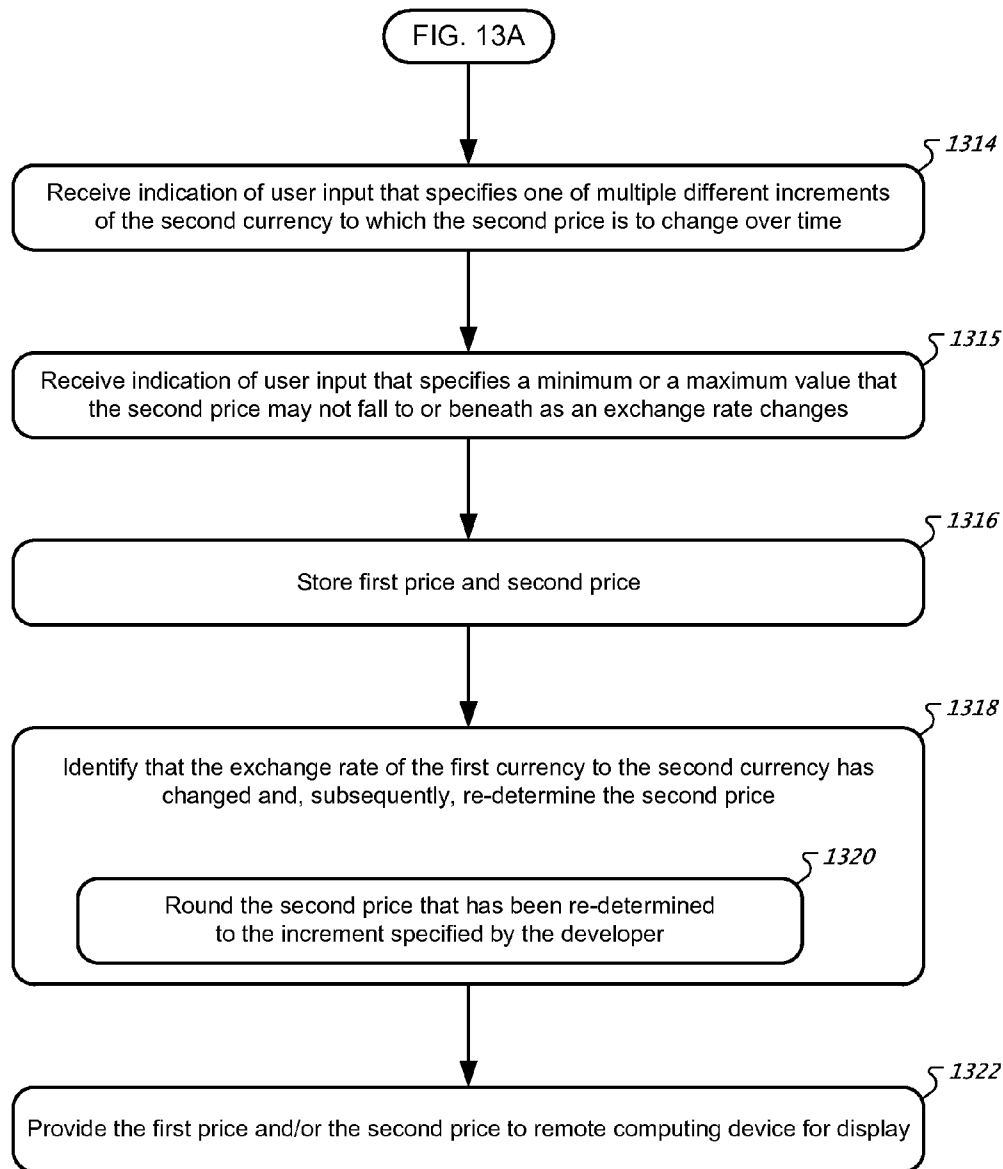 FIG. 13A
1314
Receive indication of user input that specifies one of multiple different increments
of the second currency to which the second price is to change over time
1315
Receive indication of user input that specifies a minimum or a maximum value that
the second price may not fall to or beneath as an exchange rate changes
1316
Store first price and second price
1318
Identify that the exchange rate of the first currency to the second currency has
changed and, subsequently, re-determine the second price
1320
Round the second price that has been re-determined
to the increment specified by the developer
1322
Provide the first price and/or the second price to remote computing device for display